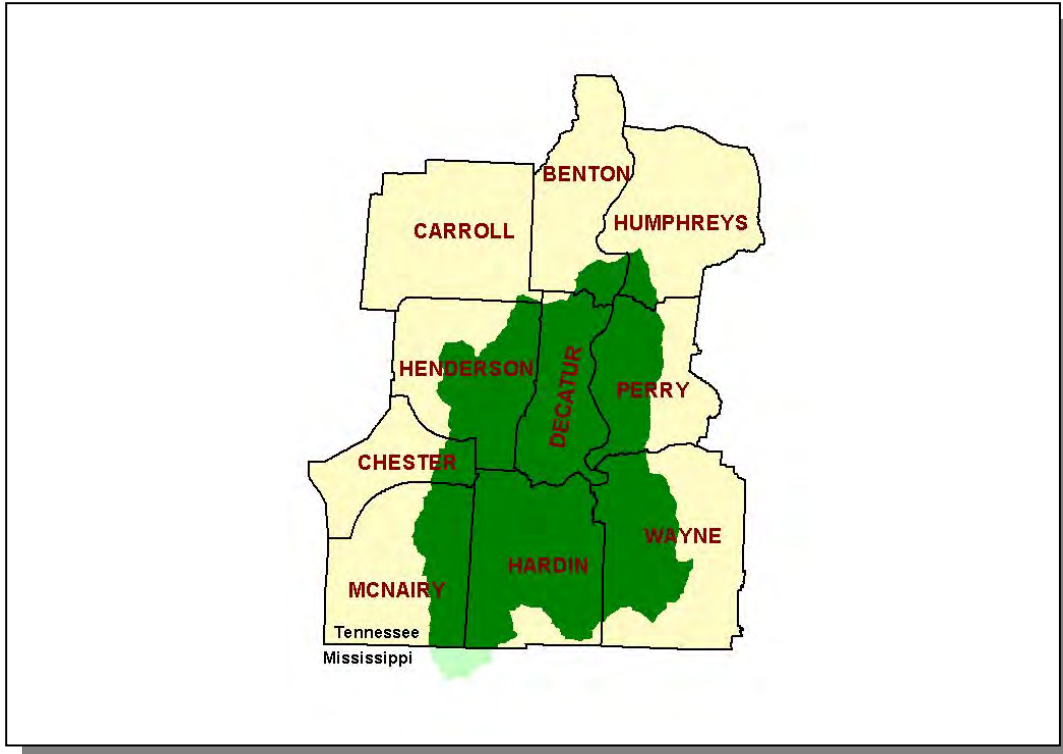 BENTON
HUMPHREYS
CARROLL
HENDERSON
DECATUR
PERRY
CHESTER
WAYNE
HARDIN
MCNAIRY
Tennessee
Mississippi